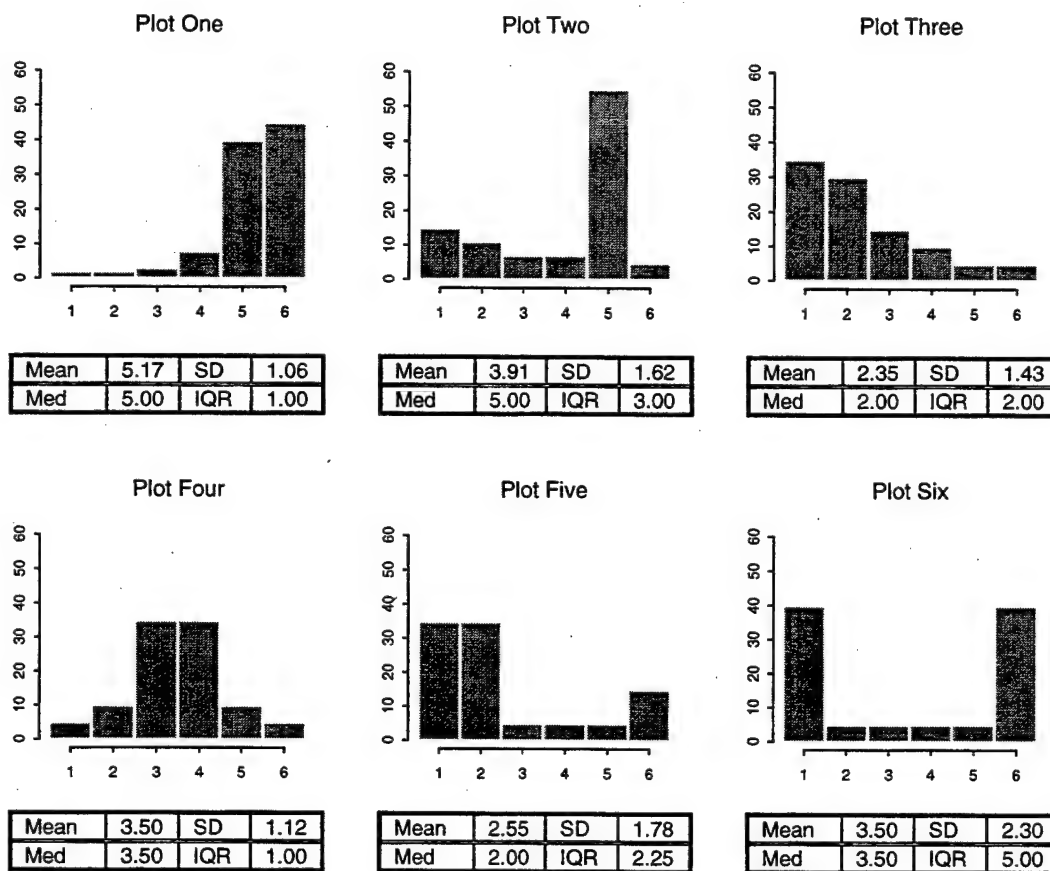 Plot One
60
50
40
30
20
10
0
1 2 3 4 5 6
Mean 5.17 SD 1.06
Med 5.00 IQR 1.00
Plot Two
60
50
40
30
20
10
0
1 2 3 4 5 6
Mean 3.91 SD 1.62
Med 5.00 IQR 3.00
Plot Three
60
50
40
30
20
10
0
1 2 3 4 5 6
Mean 2.35 SD 1.43
Med 2.00 IQR 2.00
Plot Four
60
50
40
30
20
10
0
1 2 3 4 5 6
Mean 3.50 SD 1.12
Med 3.50 IQR 1.00
Plot Five
60
50
40
30
20
10
0
1 2 3 4 5 6
Mean 2.55 SD 1.78
Med 2.00 IQR 2.25
Plot Six
60
50
40
30
20
10
0
1 2 3 4 5 6
Mean 3.50 SD 2.30
Med 3.50 IQR 5.00